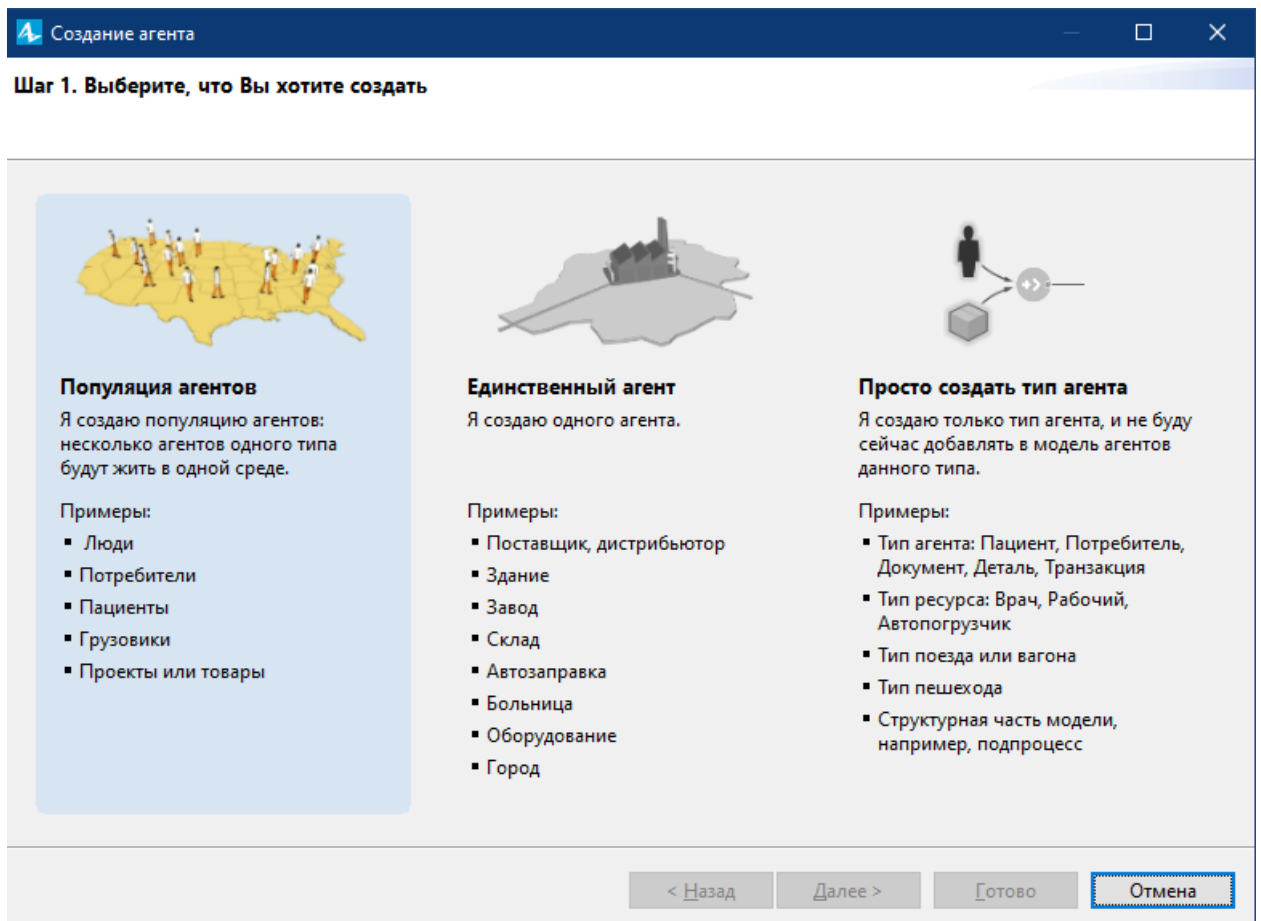 Создание агента
Шаг 1. Выберите, что Вы хотите создать
Популяция агентов
Я создаю популяцию агентов:
несколько агентов одного типа
будут жить в одной среде.
Примеры:
▪ Люди
▪ Потребители
▪ Пациенты
▪ Грузовики
▪ Проекты или товары
Единственный агент
Я создаю одного агента.
Примеры:
▪ Поставщик, дистрибьютор
▪ Здание
▪ Завод
▪ Склад
▪ Автозаправка
▪ Больница
▪ Оборудование
▪ Город
Просто создать тип агента
Я создаю только тип агента, и не буду
сейчас добавлять в модель агентов
данного типа.
Примеры:
▪ Тип агента: Пациент, Потребитель,
Документ, Деталь, Транзакция
▪ Тип ресурса: Врач, Рабочий,
Автопогрузчик
▪ Тип поезда или вагона
▪ Тип пешехода
▪ Структурная часть модели,
например, подпроцесс
< Назад
Далее >
Готово
Отмена